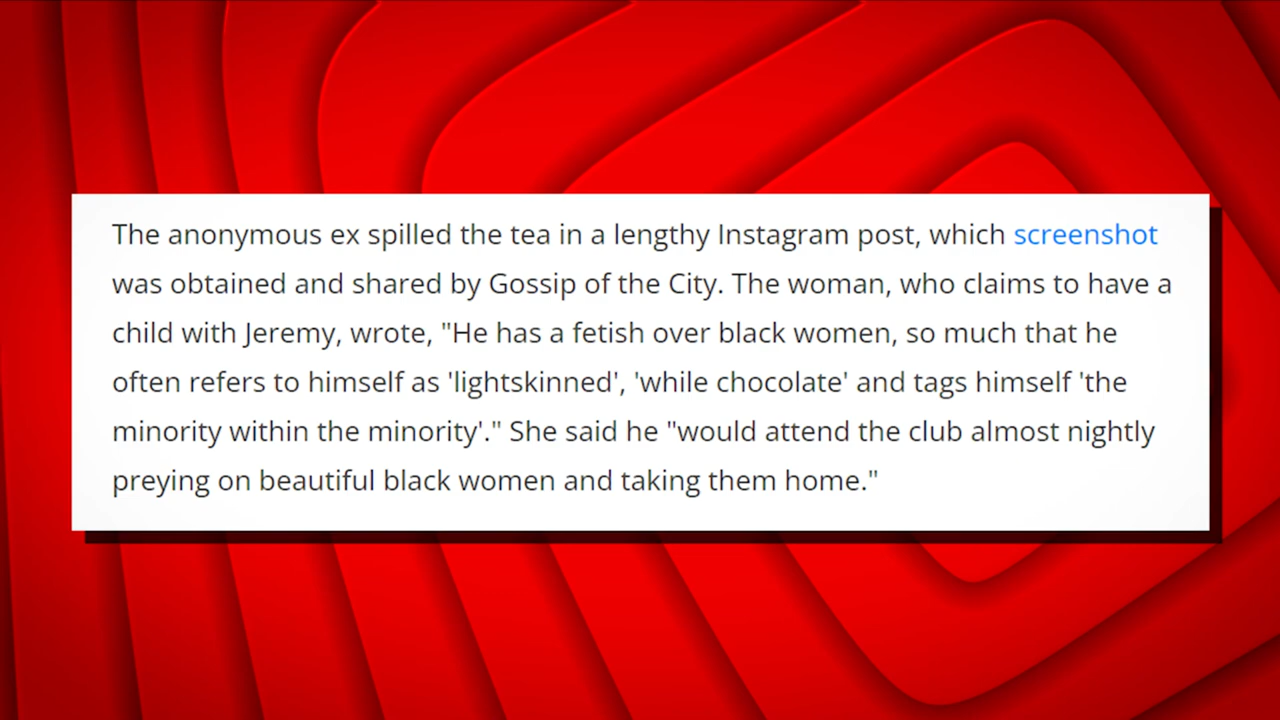 The anonymous ex spilled the tea in a lengthy Instagram post, which screenshot
was obtained and shared by Gossip of the City. The woman, who claims to have a
child with Jeremy, wrote, "He has a fetish over black women, so much that he
often refers to himself as 'lightskinned', 'while chocolate' and tags himself 'the
minority within the minority'." She said he "would attend the club almost nightly
preying on beautiful black women and taking them home."